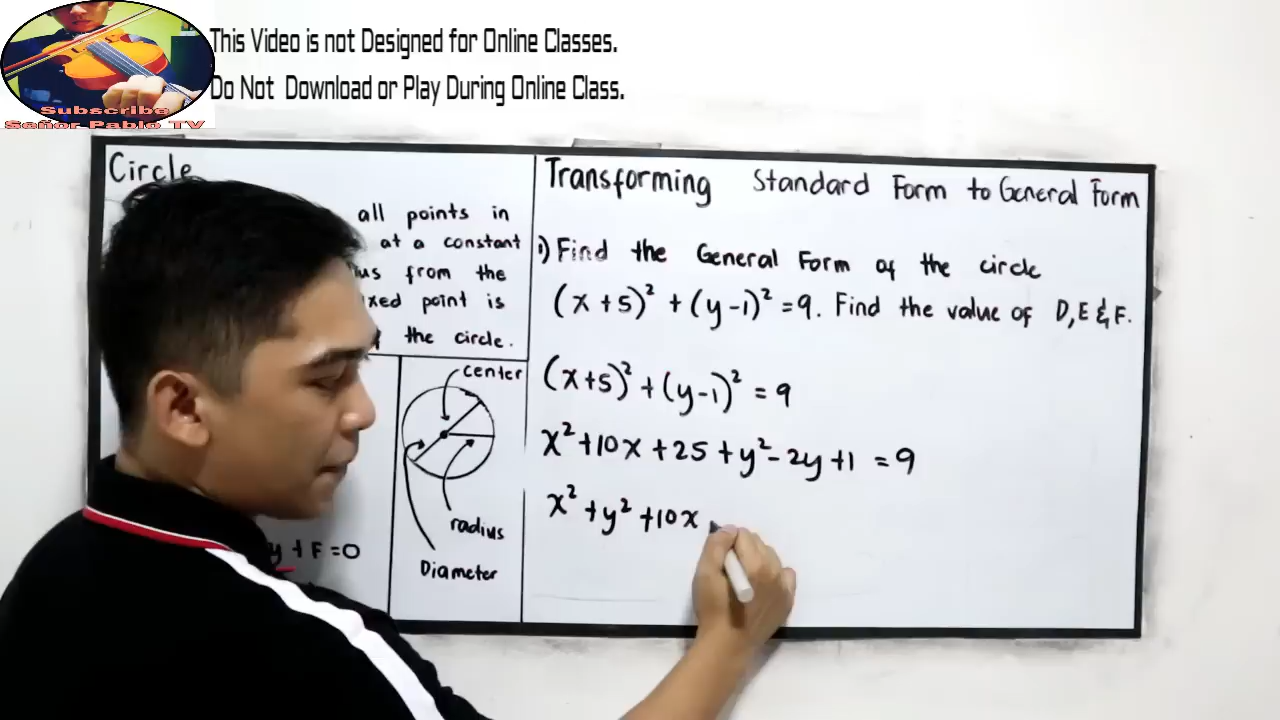 This Video is not Designed for Online Classes.
Do Not Download or Play During Online Class.
Subscribe
Señor Pablo TV
Circle
all points in
at a constant
from the
point is
the circle.
center
radius
Diameter
y + F = 0
Transforming Standard Form to General Form
1) Find the General Form of the circle
(x+5)² + (y-1)² = 9. Find the value of D, E & F.
(x+5)² + (y-1)² = 9
x² + 10x + 25 + y² - 2y + 1 = 9
x² + y² + 10x